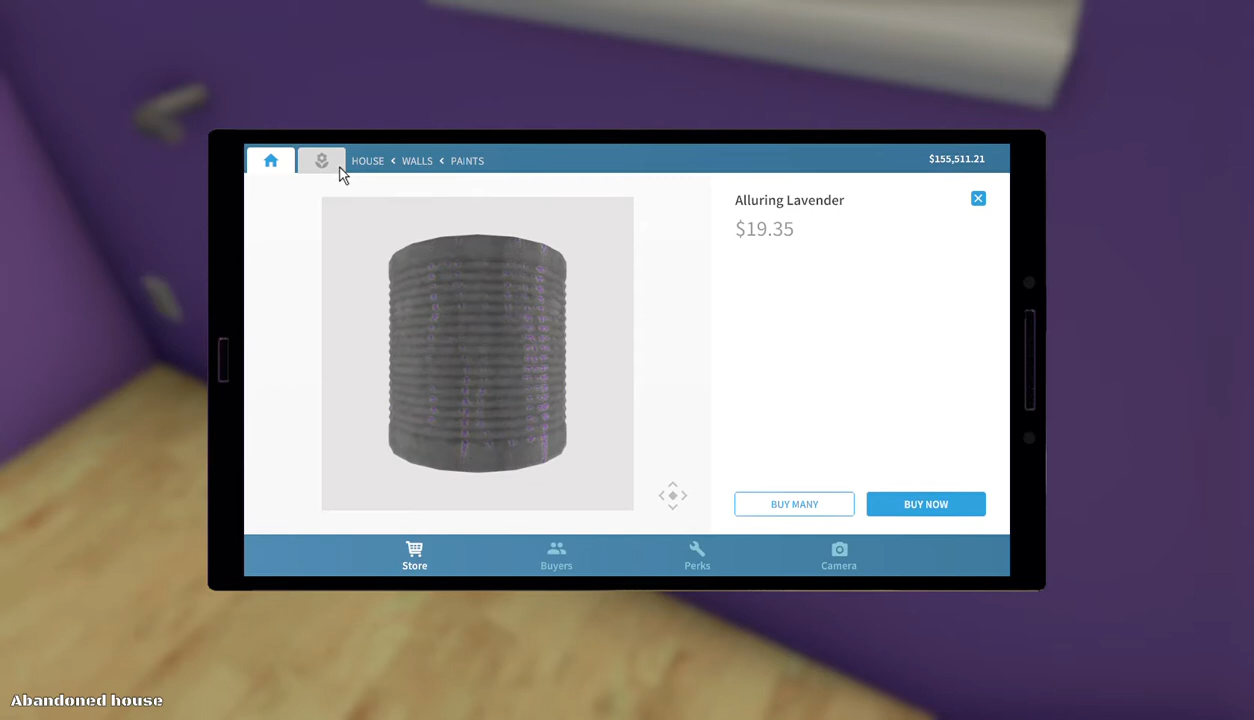 HOUSE < WALLS < PAINTS
$155,511.21
Alluring Lavender
$19.35
BUY MANY
BUY NOW
Store
Buyers
Perks
Camera
Abandoned house